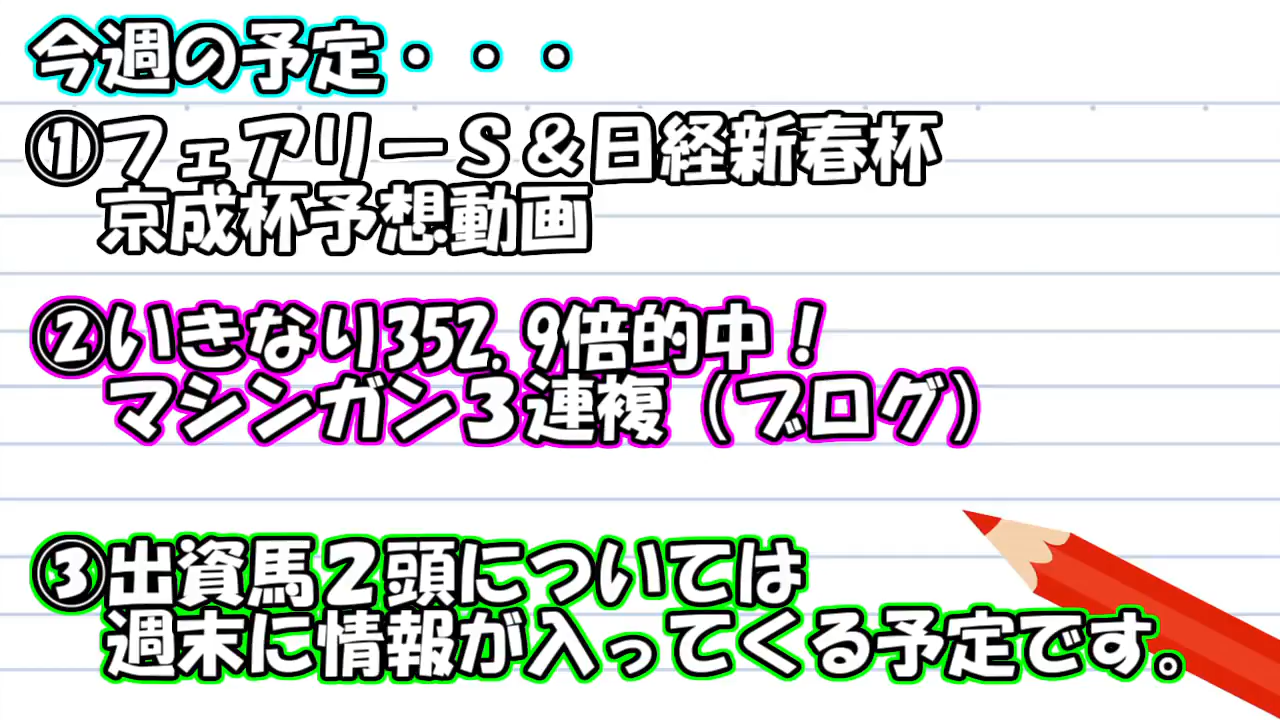 今週の予定・・・
①フェアリーＳ＆日経新春杯
京成杯予想動画
②いきなり352.9倍的中！
マシンガン３連複（ブログ）
③出資馬２頭については
週末に情報が入ってくる予定です。